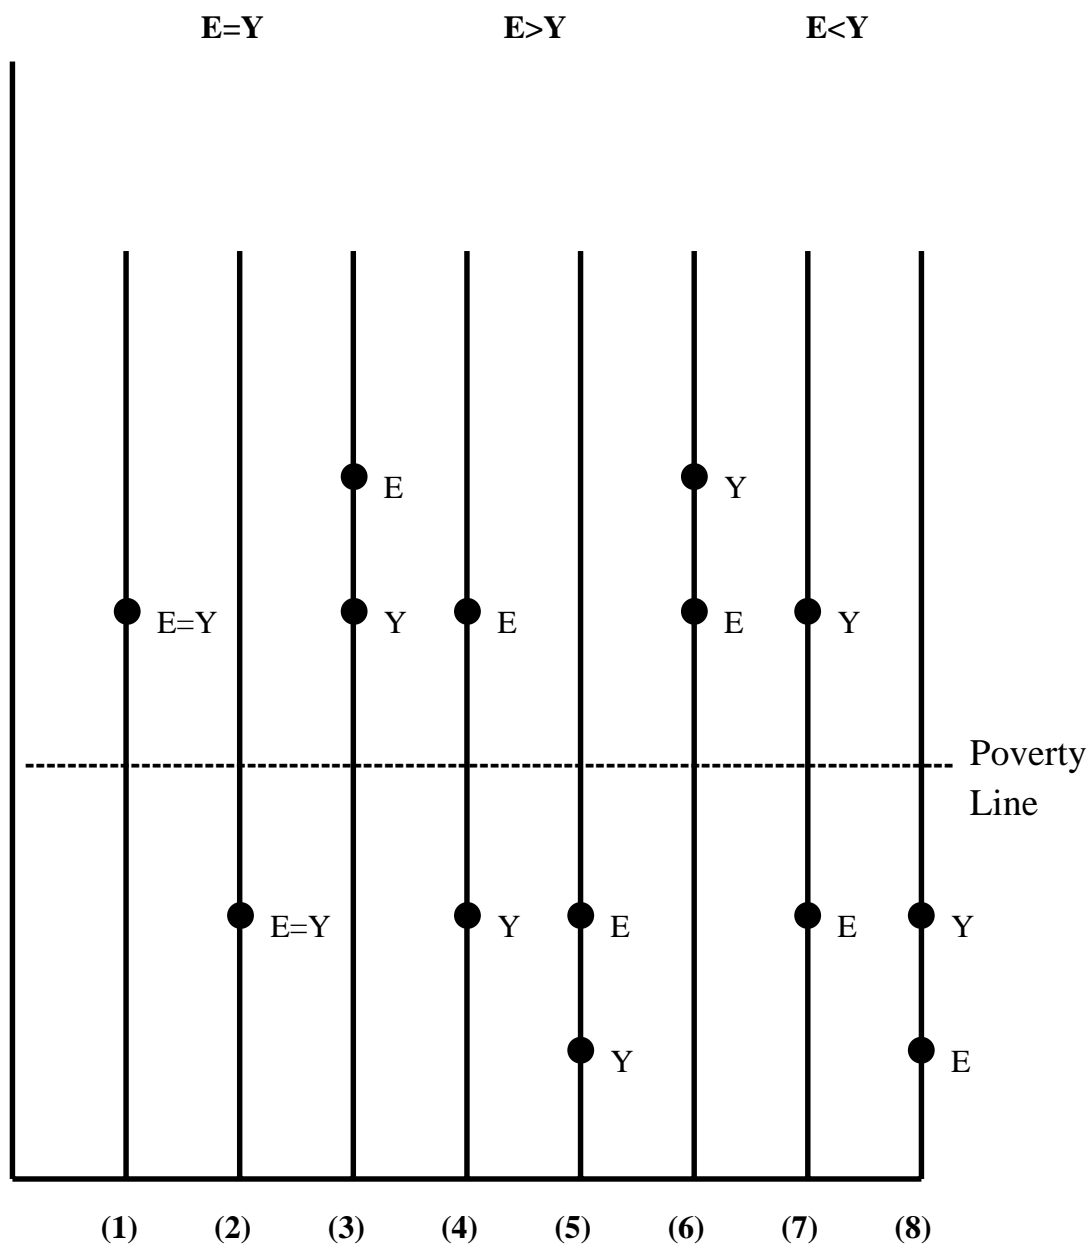 E=Y E>Y E<Y
E Y
E=Y Y E E Y
Poverty
Line
E=Y Y E E Y
Y E
(1) (2) (3) (4) (5) (6) (7) (8)